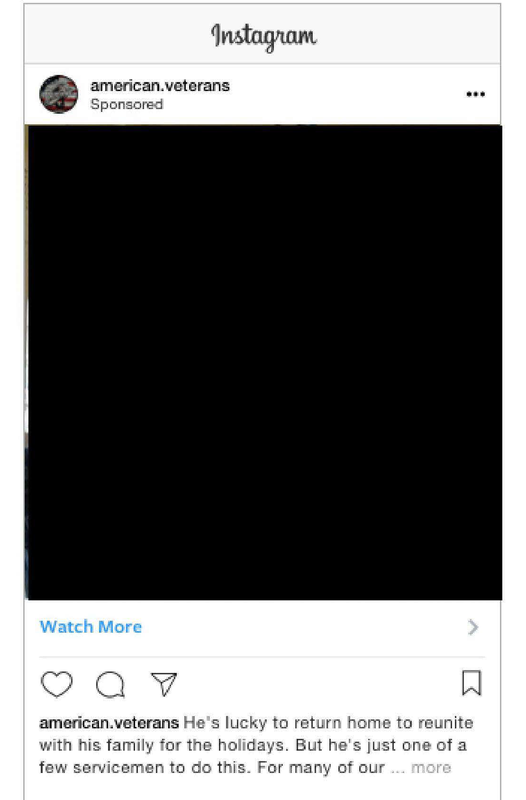 Instagram
american.veterans
Sponsored
Watch More
american.veterans He's lucky to return home to reunite
with his family for the holidays. But he's just one of a
few servicemen to do this. For many of our ... more